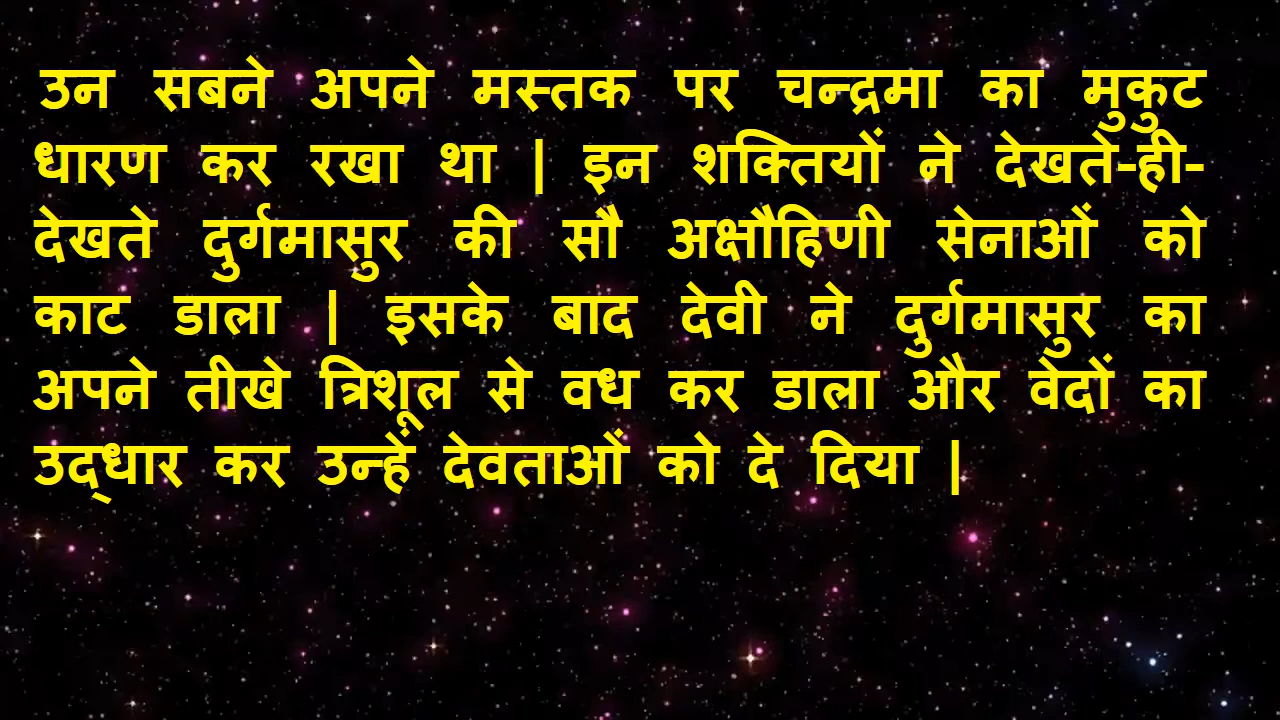 उन सबने अपने मस्तक पर चन्द्रमा का मुकुट
धारण कर रखा था | इन शक्तियों ने देखते-ही-
देखते दुर्गमासुर की सौ अक्षौहिणी सेनाओं को
काट डाला | इसके बाद देवी ने दुर्गमासुर का
अपने तीखे त्रिशूल से वध कर डाला और वेदों का
उद्‌धार कर उन्हें देवताओं को दे दिया |